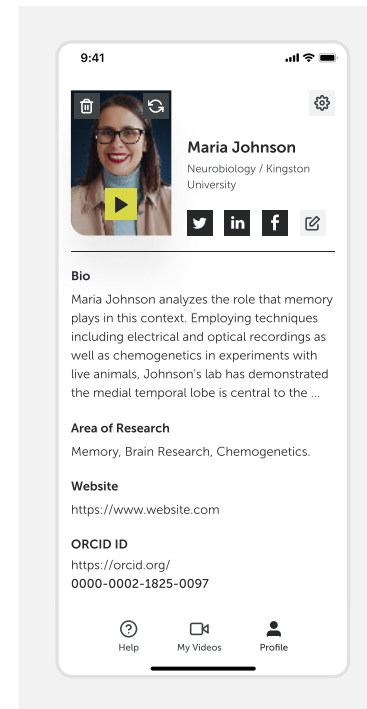 9:41
Maria Johnson
Neurobiology / Kingston
University
in
f
Bio
Maria Johnson analyzes the role that memory
plays in this context. Employing techniques
including electrical and optical recordings as
well as chemogenetics in experiments with
live animals, Johnson's lab has demonstrated
the medial temporal lobe is central to the ...
Area of Research
Memory, Brain Research, Chemogenetics.
Website
https://www.website.com
ORCID ID
https://orcid.org/
0000-0002-1825-0097
Help
My Videos
Profile